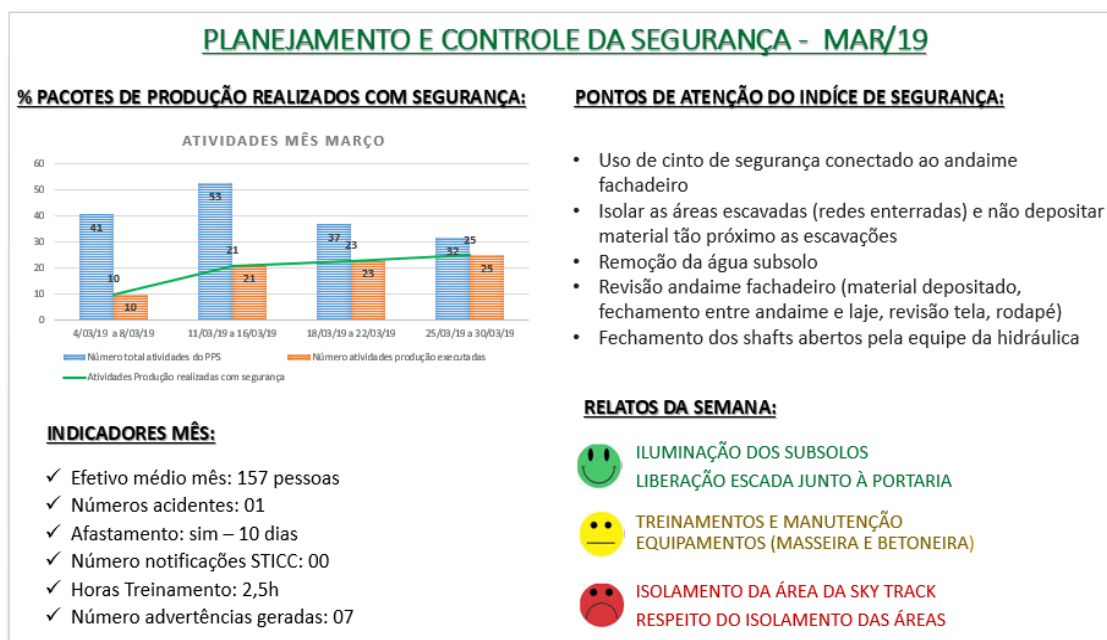 PLANEJAMENTO E CONTROLE DA SEGURANÇA - MAR/19
% PACOTES DE PRODUÇÃO REALIZADOS COM SEGURANÇA:
ATIVIDADES MÊS MARÇO
60
50
40
30
20
10
0
41
10
10
53
21
21
37
23
23
32
25
25
4/03/19 a 8/03/19
11/03/19 a 16/03/19
18/03/19 a 22/03/19
25/03/19 a 30/03/19
Número total atividades do PPS
Número atividades produção executadas
Atividades Produção realizadas com segurança
INDICADORES MÊS:
✓ Efetivo médio mês: 157 pessoas
✓ Números acidentes: 01
✓ Afastamento: sim – 10 dias
✓ Número notificações STICC: 00
✓ Horas Treinamento: 2,5h
✓ Número advertências geradas: 07
PONTOS DE ATENÇÃO DO INDÍCE DE SEGURANÇA:
• Uso de cinto de segurança conectado ao andaime
fachadeiro
• Isolar as áreas escavadas (redes enterradas) e não depositar
material tão próximo as escavações
• Remoção da água subsolo
• Revisão andaime fachadeiro (material depositado,
fechamento entre andaime e laje, revisão tela, rodapé)
• Fechamento dos shafts abertos pela equipe da hidráulica
RELATOS DA SEMANA:
ILUMINAÇÃO DOS SUBSOLOS
LIBERAÇÃO ESCADA JUNTO À PORTARIA
TREINAMENTOS E MANUTENÇÃO
EQUIPAMENTOS (MASSEIRA E BETONEIRA)
ISOLAMENTO DA ÁREA DA SKY TRACK
RESPEITO DO ISOLAMENTO DAS ÁREAS